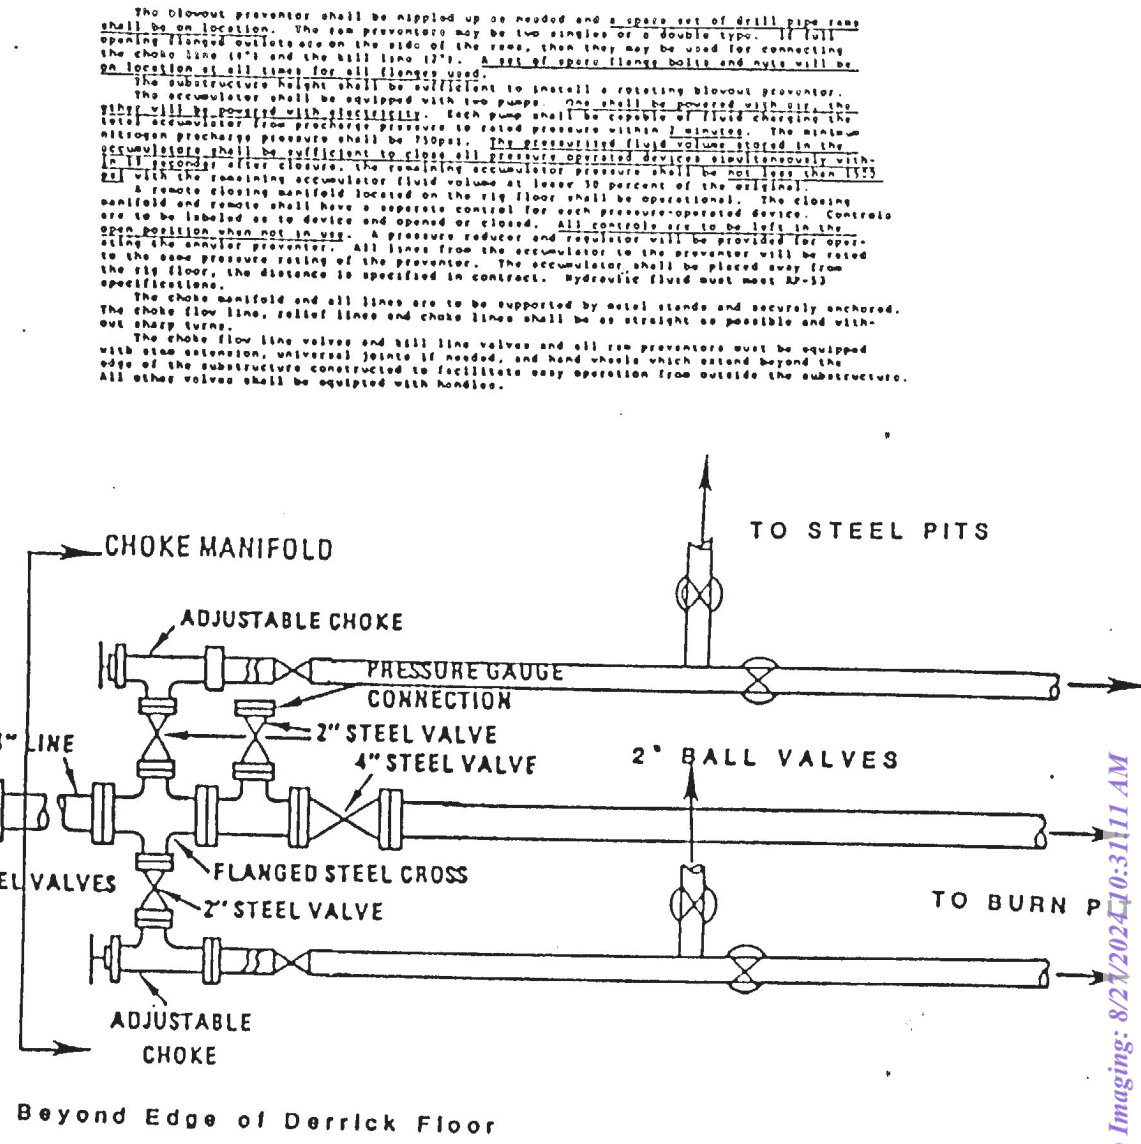 The blowout preventor shall be nippled up as needed and a spare set of drill pipe rams
shall be on location. The ram preventors may be two singles or a double type. If full
opening flanged outlets are on the side of the rams, then they may be used for connecting
the choke line (4") and the kill line (2"). A set of spare flange bolts and nuts will be
on location at all times for all flanges used.
The substructure height shall be sufficient to install a rotating blowout preventor.
The accumulator shall be equipped with two pumps. One shall be powered with air, the
other will be powered with electricity. Each pump shall be capable of fluid charging the
total accumulator from precharge pressure to rated pressure within 2 minutes. The minimum
nitrogen precharge pressure shall be 750psi. The pressurized fluid volume stored in the
accumulators shall be sufficient to close all pressure operated devices simultaneously with-
in 15 seconds after closure, the remaining accumulator pressure shall be not less than
psi with the remaining accumulator fluid volume at least 30 percent of the original.
A remote closing manifold located on the rig floor shall be operational. The closing
manifold and remote shall have a separate control for each pressure-operated device. Controls
are to be labeled as to device and opened or closed. All controls are to be left in the
open position when not in use. A pressure reducer and regulator will be provided for oper-
ating the annular preventer. All lines from the accumulator to the preventer will be rated
to the same pressure rating of the preventer. The accumulator shall be placed away from
the rig floor, the distance is specified in contract. Hydraulic fluid must meet
specifications.
The choke manifold and all lines are to be supported by metal stands and securely anchored.
The choke flow line, relief lines and choke lines shall be as straight as possible and with-
out sharp turns.
The choke flow line valves and kill line valves and all ram preventors must be equipped
with stem extension, universal joints if needed, and hand wheels which extend beyond the
edge of the substructure constructed to facilitate easy operation from outside the substructure.
All other valves shall be equipted with handles.
TO STEEL PITS
CHOKE MANIFOLD
ADJUSTABLE CHOKE
PRESSURE GAUGE
CONNECTION
2" STEEL VALVE
" LINE
4" STEEL VALVE
2" BALL VALVES
FLANGED STEEL CROSS
EL VALVES
2" STEEL VALVE
TO BURN
ADJUSTABLE
CHOKE
Beyond Edge of Derrick Floor
Imaging: 8/27/2024 10:31:11 AM